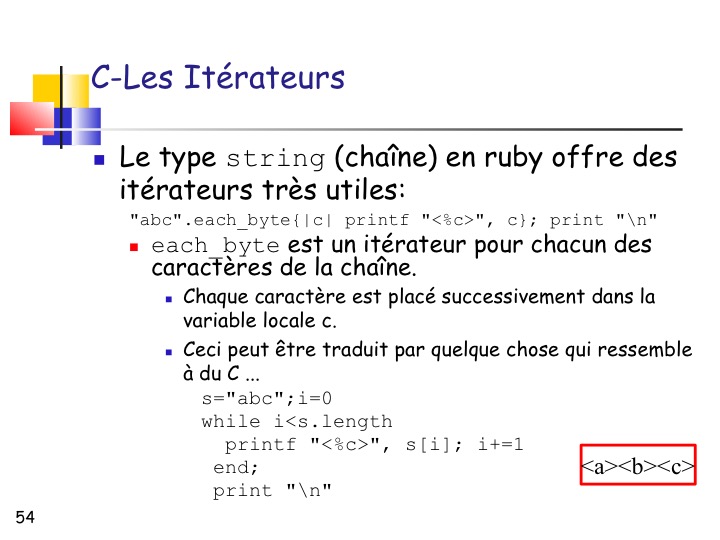 C-Les Itérateurs
Le type string (chaîne) en ruby offre des
itérateurs très utiles:
"abc".each_byte{|c| printf "<%c>", c}; print "\n"
each_byte est un itérateur pour chacun des
caractères de la chaîne.
Chaque caractère est placé successivement dans la
variable locale c.
Ceci peut être traduit par quelque chose qui ressemble
à du C ...
s="abc";i=0
while i<s.length
printf "<%c>", s[i]; i+=1
end;
print "\n"
<a><b><c>
54